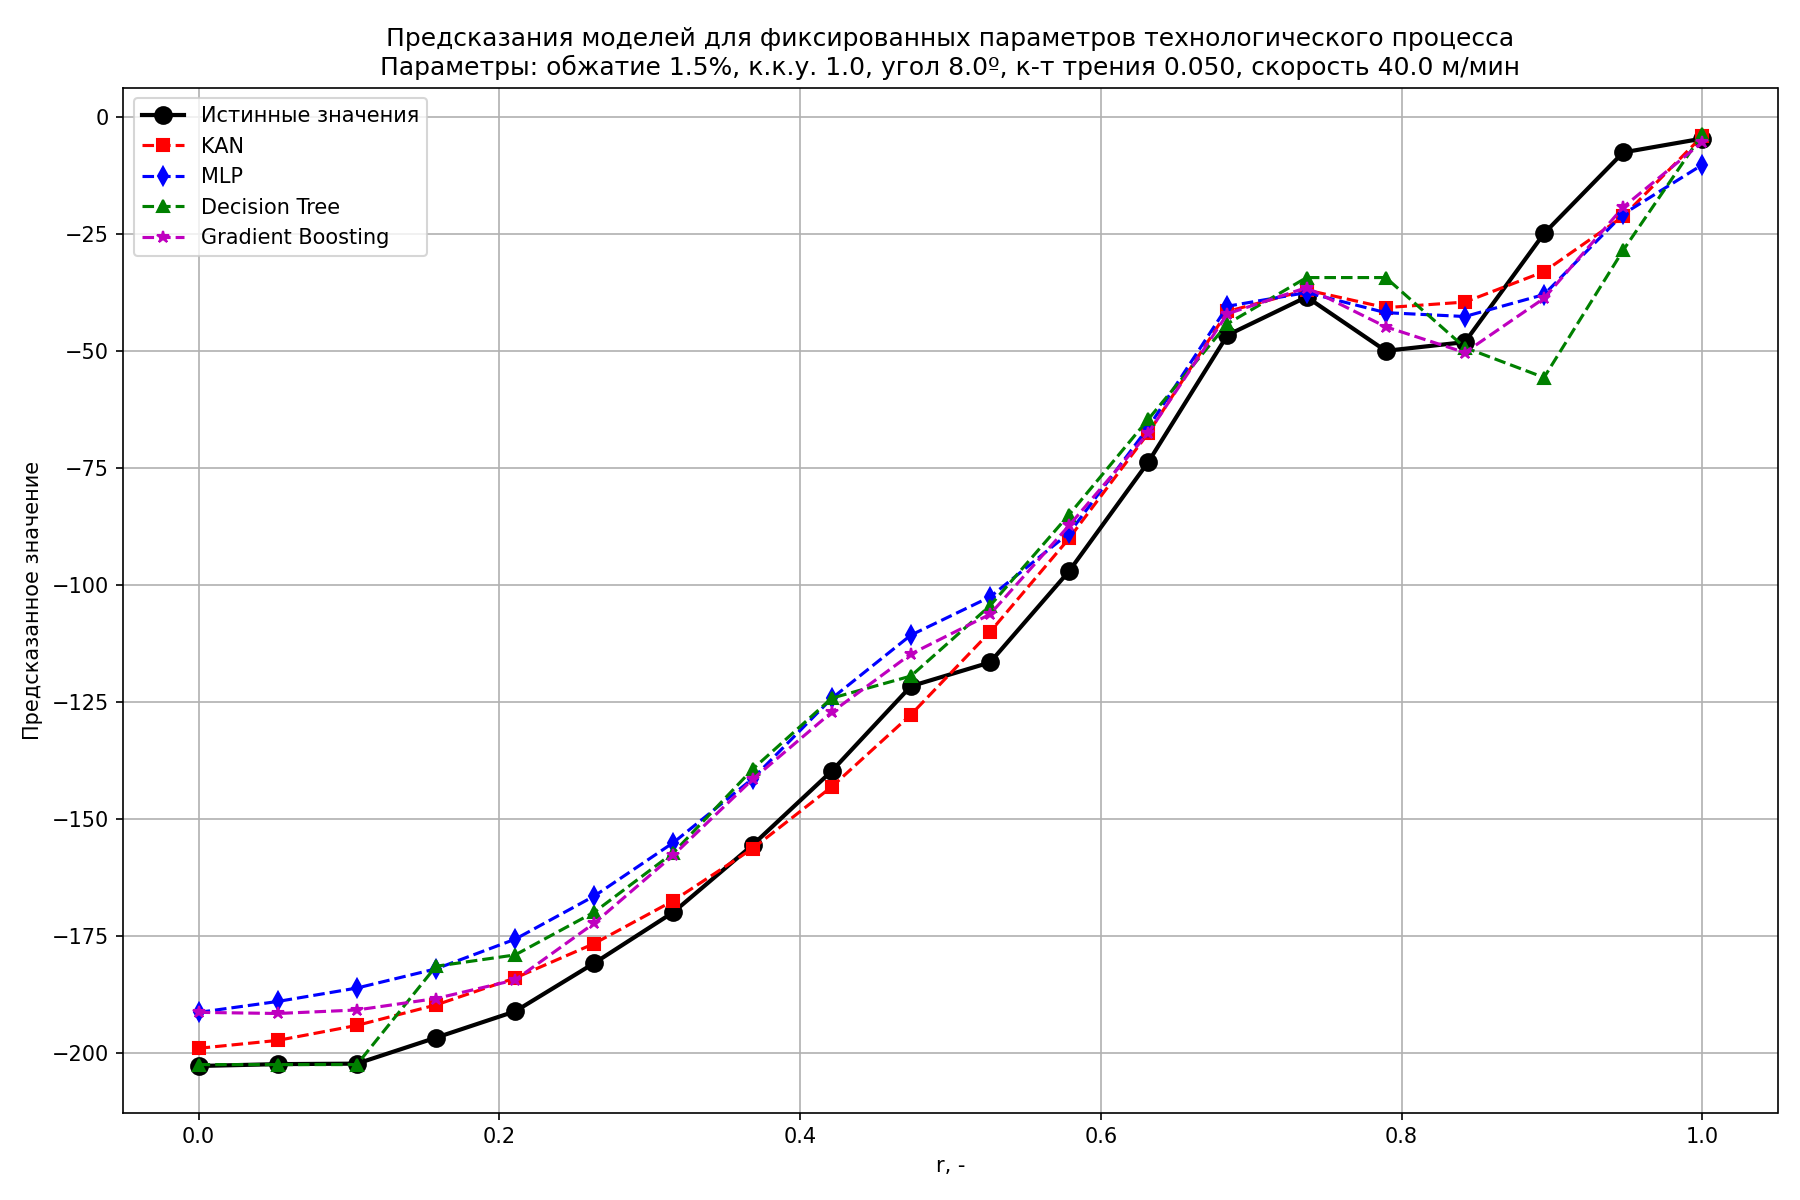 Предсказания моделей для фиксированных параметров технологического процесса
Параметры: обжатие 1.5%, к.к.у. 1.0, угол 8.0º, к-т трения 0.050, скорость 40.0 м/мин
Истинные значения
KAN
MLP
Decision Tree
Gradient Boosting
Предсказанное значение
0
−25
−50
−75
−100
−125
−150
−175
−200
0.0 0.2 0.4 0.6 0.8 1.0
r, -